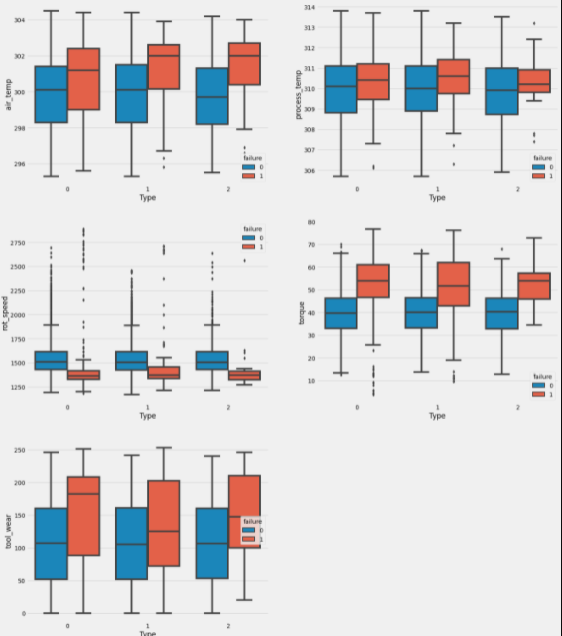 304
302
300
298
296
air_temp
failure
0
1
0 1 2
Type
314
313
312
311
310
309
308
307
306
process_temp
failure
0
1
0 1 2
Type
2750
2500
2250
2000
1750
1500
1250
rot_speed
failure
0
1
0 1 2
Type
80
70
60
50
40
30
20
10
torque
failure
0
1
0 1 2
Type
250
200
150
100
50
0
tool_wear
failure
0
1
0 1 2
Type